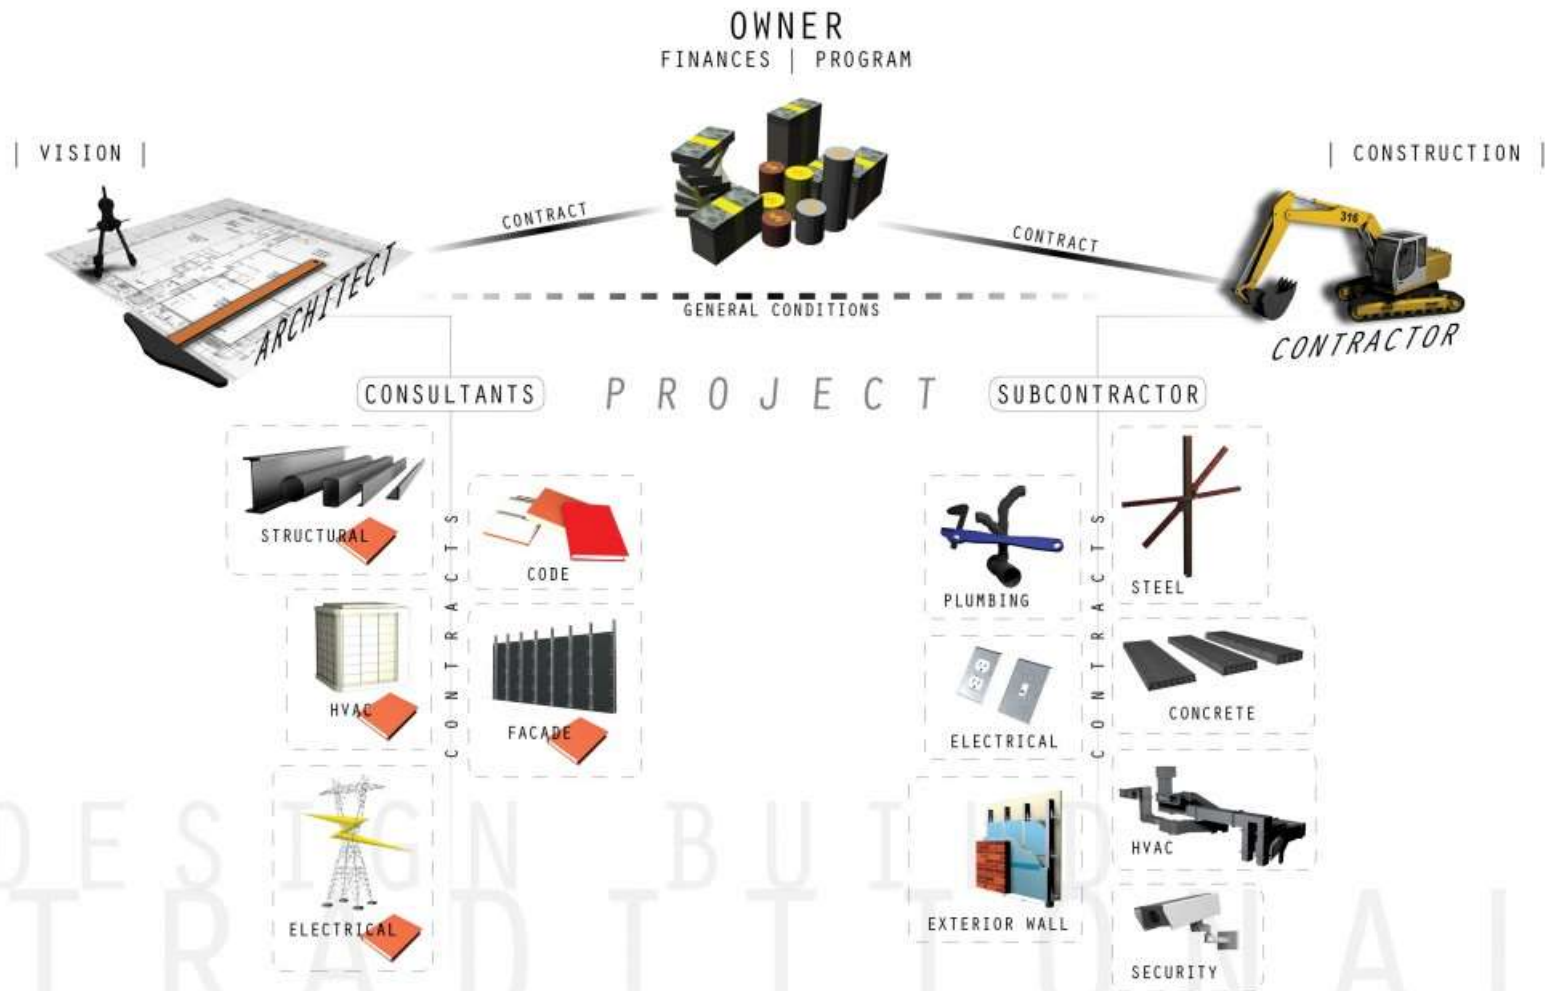 OWNER
FINANCES | PROGRAM
| VISION |
| CONSTRUCTION |
CONTRACT
CONTRACT
316
ARCHITECT
GENERAL CONDITIONS
CONTRACTOR
CONSULTANTS
PROJECT
SUBCONTRACTOR
STRUCTURAL
CODE
HVAC
FACADE
ELECTRICAL
CONTRACTS
PLUMBING
STEEL
ELECTRICAL
CONCRETE
EXTERIOR WALL
HVAC
SECURITY
CONTRACTS
DESIGN BUILD
TRADITIONAL